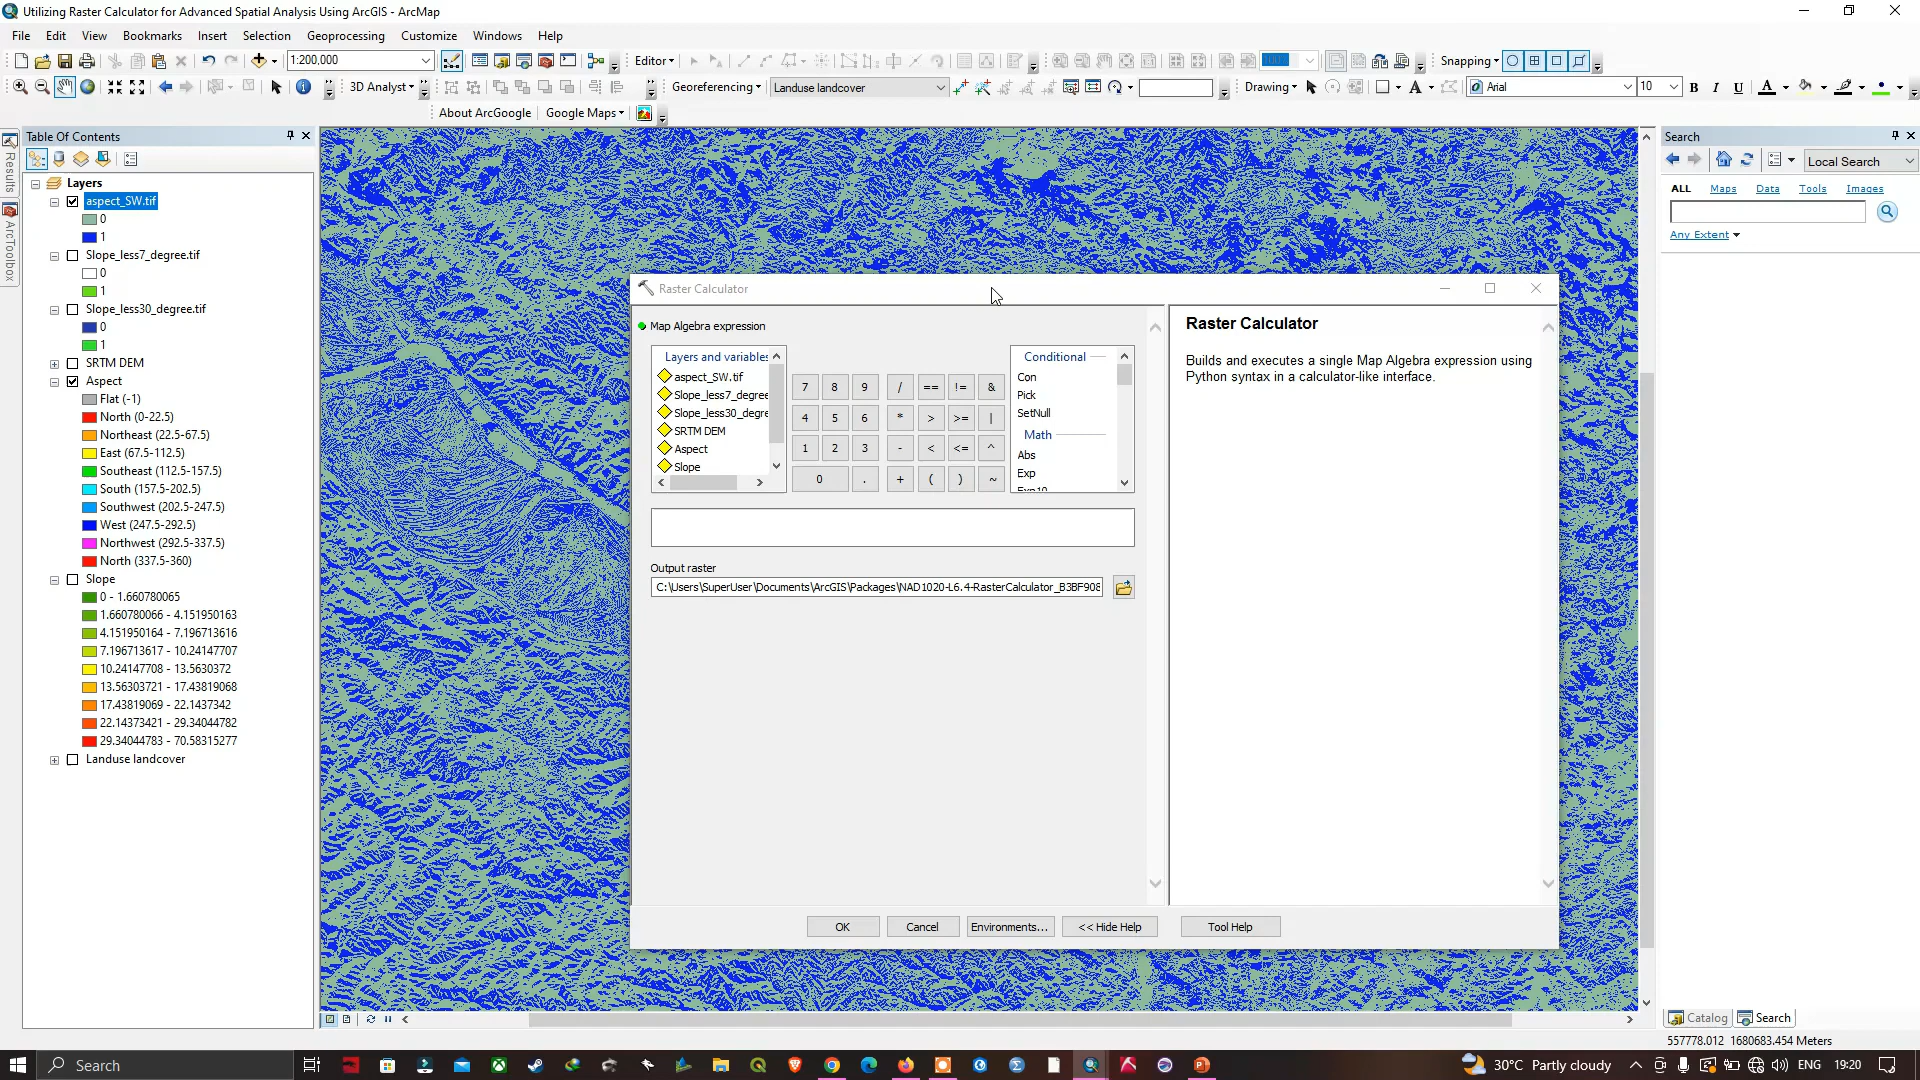 Utilizing Raster Calculator for Advanced Spatial Analysis Using ArcGIS - ArcMap
File Edit View Bookmarks Insert Selection Geoprocessing Customize Windows Help
1:200,000 Editor Snapping
3D Analyst Georeferencing Landuse landcover Drawing A Arial 10 B I U A
About ArcGoogle Google Maps
Table Of Contents
Results
ArcToolbox
Layers
aspect_SW.tif
0
1
Slope_less7_degree.tif
0
1
Slope_less30_degree.tif
0
1
SRTM DEM
Aspect
Flat (-1)
North (0-22.5)
Northeast (22.5-67.5)
East (67.5-112.5)
Southeast (112.5-157.5)
South (157.5-202.5)
Southwest (202.5-247.5)
West (247.5-292.5)
Northwest (292.5-337.5)
North (337.5-360)
Slope
0 - 1.660780065
1.660780066 - 4.151950163
4.151950164 - 7.196713616
7.196713617 - 10.24147707
10.24147708 - 13.5630372
13.56303721 - 17.43819068
17.43819069 - 22.1437342
22.14373421 - 29.34044782
29.34044783 - 70.58315277
Landuse landcover
Raster Calculator
Map Algebra expression
Layers and variables
aspect_SW.tif
Slope_less7_degree
Slope_less30_degre
SRTM DEM
Aspect
Slope
7 8 9 / == != &
4 5 6 * > >= |
1 2 3 - < <= ^
0 . + ( ) ~
Conditional
Con
Pick
SetNull
Math
Abs
Exp
Exp10
Output raster
C:\Users\SuperUser\Documents\ArcGIS\Packages\NAD1020-L6.4-RasterCalculator_B3BF908
OK Cancel Environments... << Hide Help Tool Help
Raster Calculator
Builds and executes a single Map Algebra expression using
Python syntax in a calculator-like interface.
Search
Local Search
ALL Maps Data Tools Images
Any Extent
Catalog Search
557778.012 1680683.454 Meters
Search
30°C Partly cloudy ENG 19:20